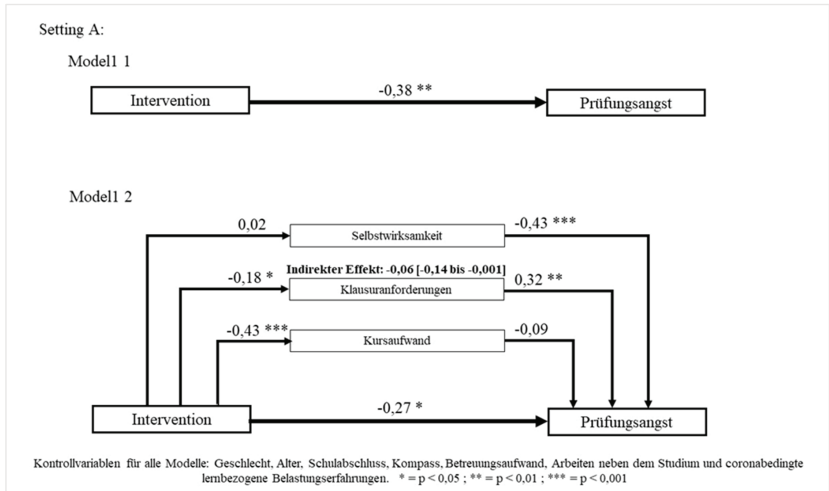 Setting A:
Model1 1
-0,38 **
Intervention
Prüfungsangst
Model1 2
0,02
-0,43 ***
Selbstwirksamkeit
Indirekter Effekt: -0,06 [-0,14 bis -0,001]
-0,18 *
0,32 **
Klausuranforderungen
-0,43 ***
-0,09
Kursaufwand
-0,27 *
Intervention
Prüfungsangst
Kontrollvariablen für alle Modelle: Geschlecht, Alter, Schulabschluss, Kompass, Betreuungsaufwand, Arbeiten neben dem Studium und coronabedingte
lernbezogene Belastungserfahrungen. * = p < 0,05 ; ** = p < 0,01 ; *** = p < 0,001